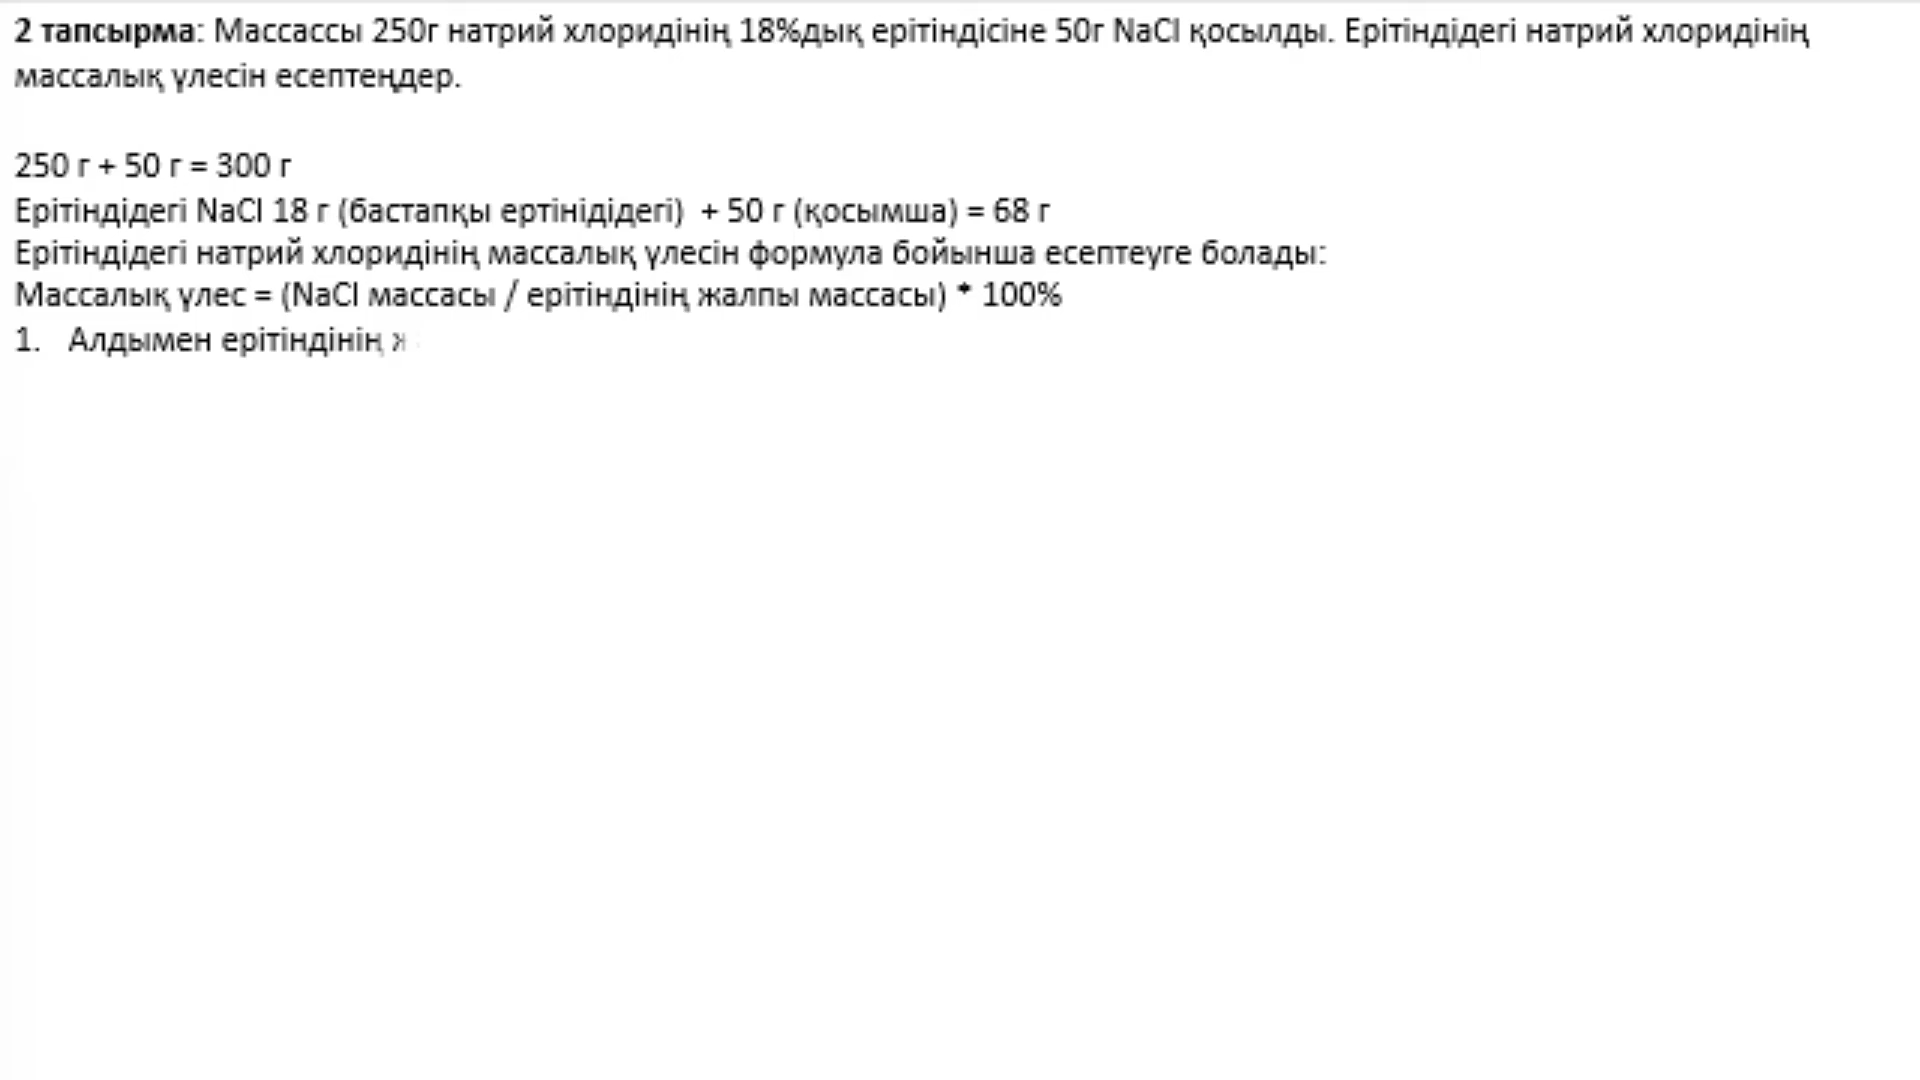 2 тапсырма: Массассы 250г натрий хлоридінің 18%дық ерітіндісіне 50г NaCl қосылды. Ерітіндідегі натрий хлоридінің
массалық үлесін есептеңдер.
250 г + 50 г = 300 г
Ерітіндідегі NaCl 18 г (бастапқы ертінідідегі) + 50 г (қосымша) = 68 г
Ерітіндідегі натрий хлоридінің массалық үлесін формула бойынша есептеуге болады:
Массалық үлес = (NaCl массасы / ерітіндінің жалпы массасы) * 100%
1. Алдымен ерітіндінің